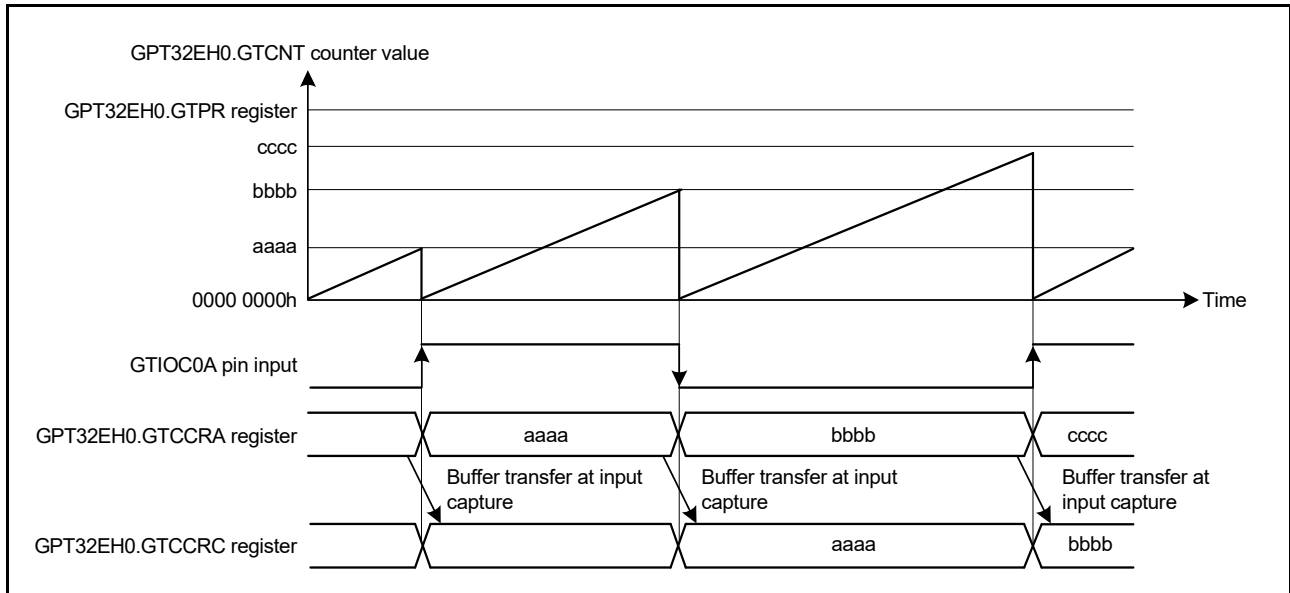 GPT32EH0.GTCNT counter value
GPT32EH0.GTPR register
cccc
bbbb
aaaa
0000 0000h
Time
GTIOC0A pin input
GPT32EH0.GTCCRA register
aaaa
bbbb
cccc
Buffer transfer at input
capture
Buffer transfer at input
capture
Buffer transfer at
input capture
GPT32EH0.GTCCRC register
aaaa
bbbb